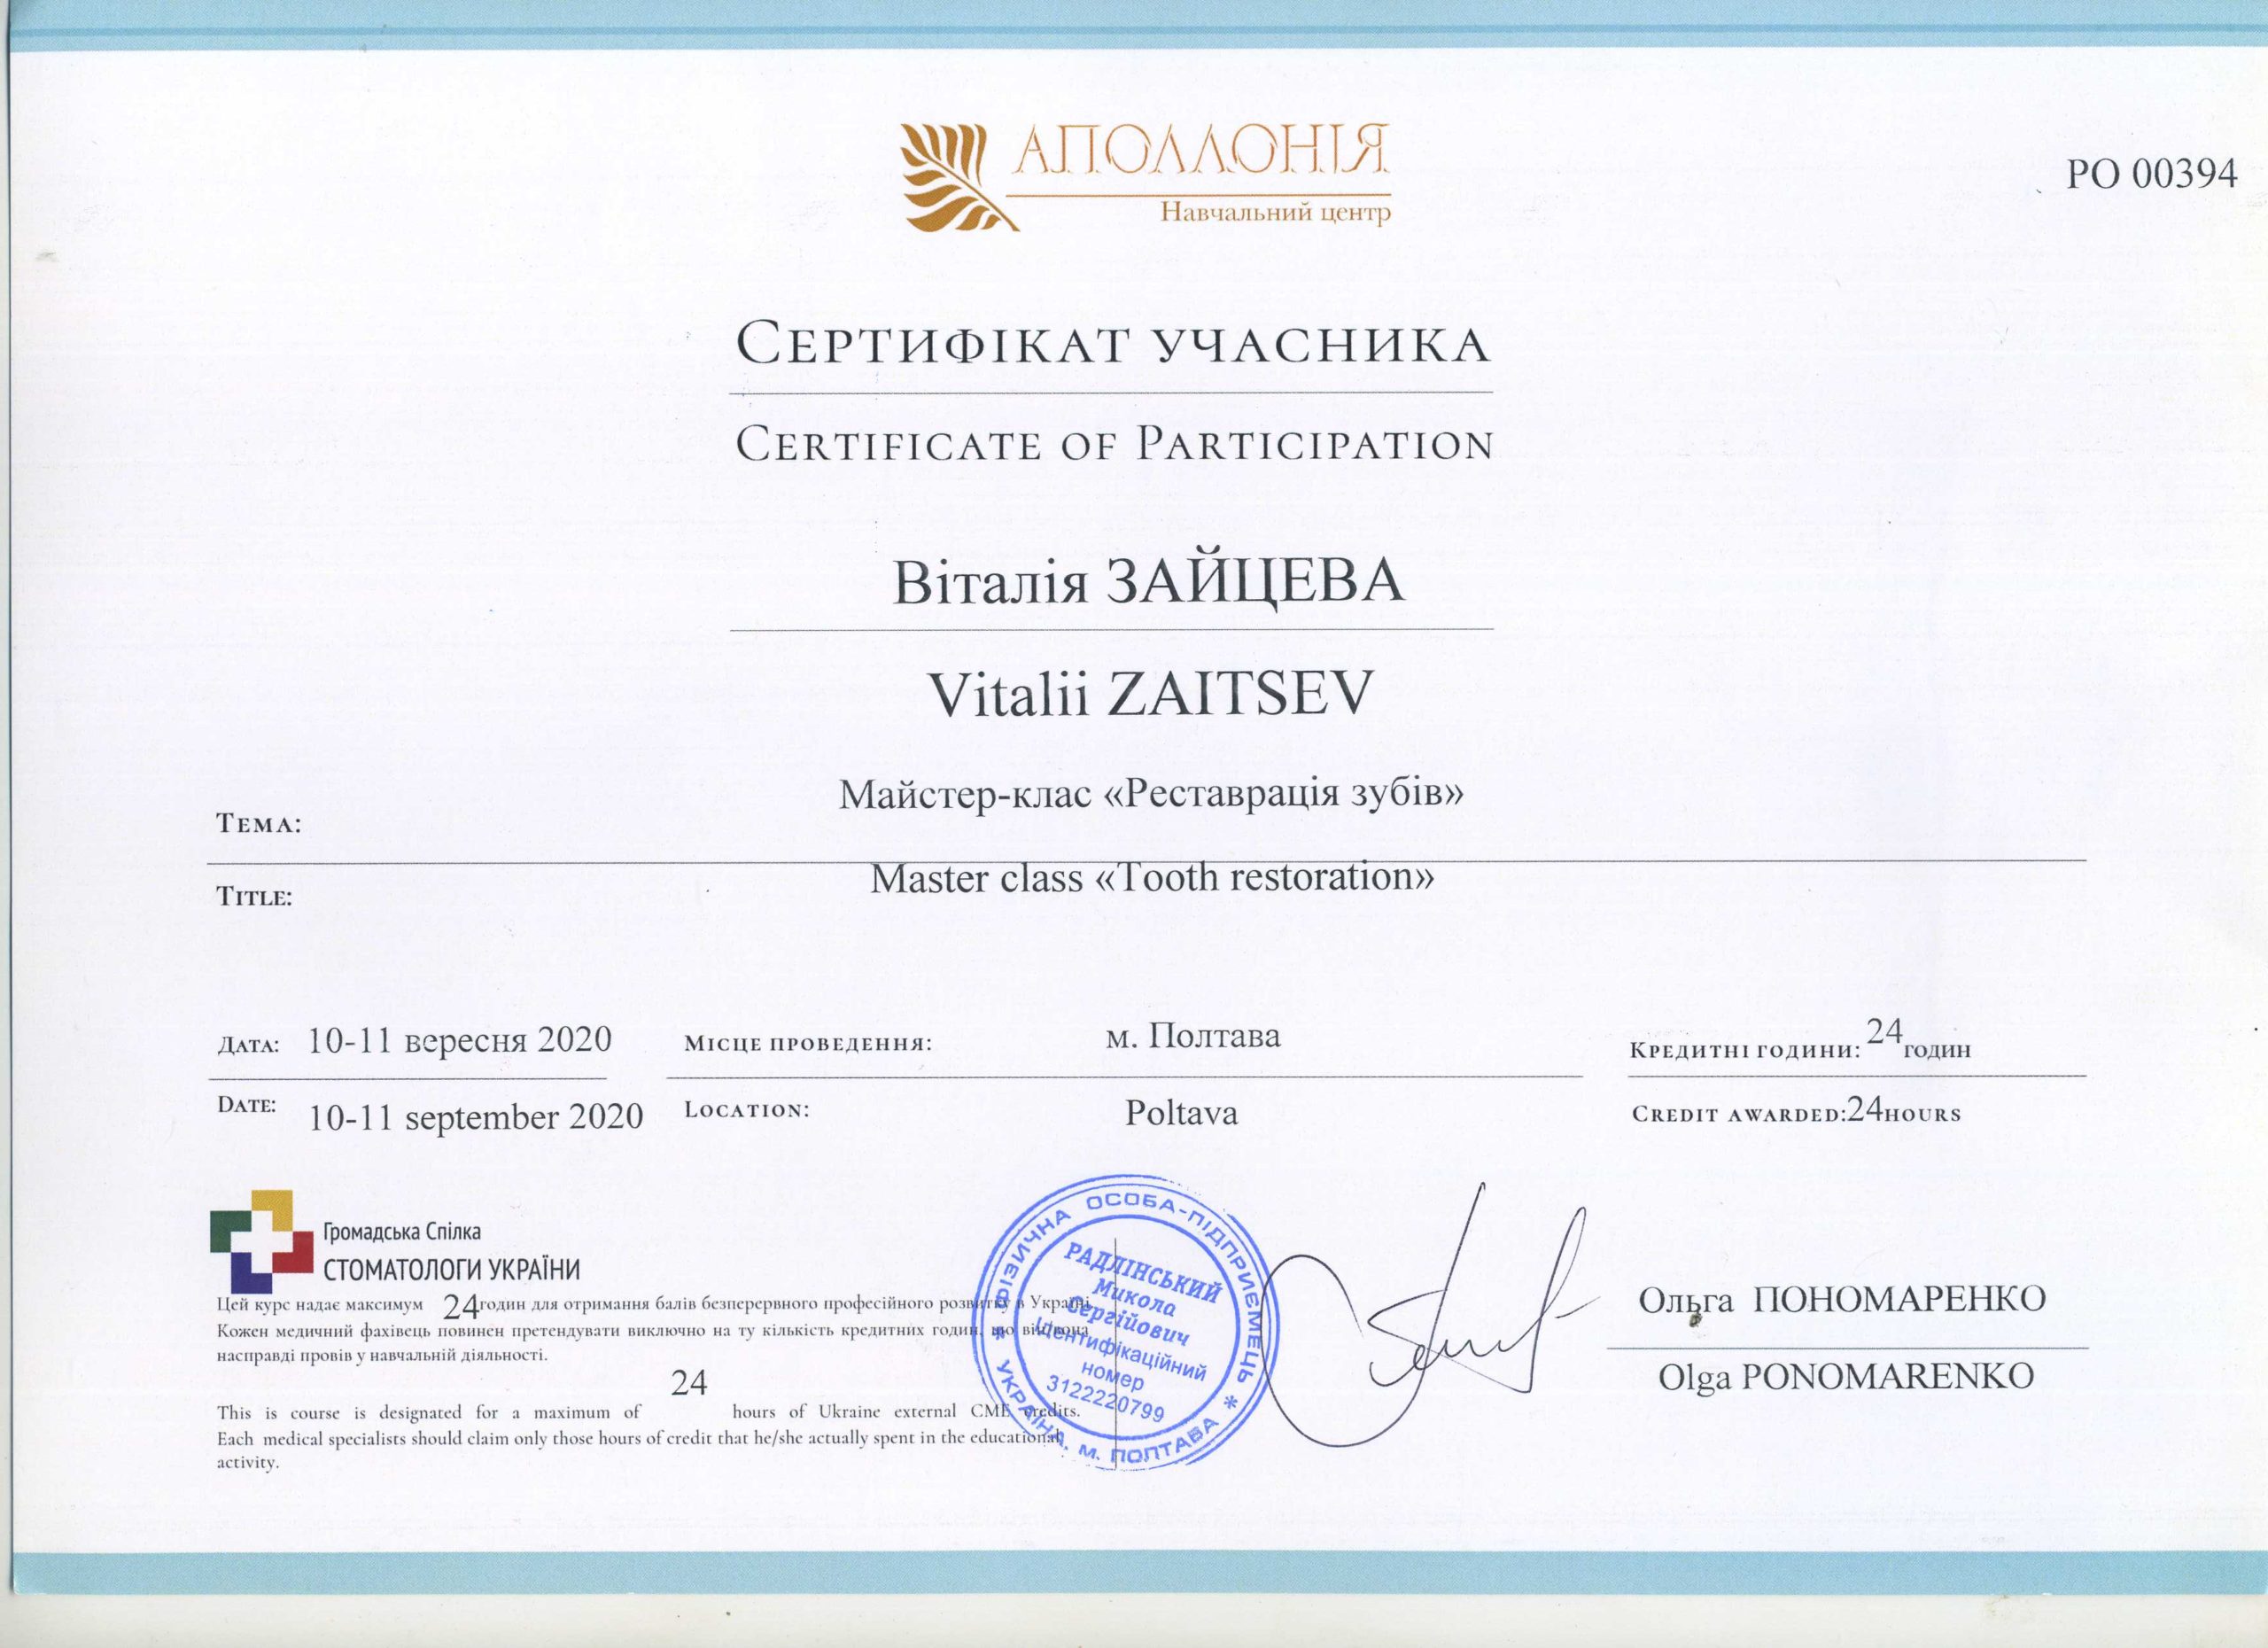 АПОЛЛОНІЯ
Навчальний центр
РО 00394
Сертифікат учасника
Certificate of Participation
Віталія ЗАЙЦЕВА
Vitalii ZAITSEV
Майстер-клас «Реставрація зубів»
Тема:
Master class «Tooth restoration»
Title:
Дата: 10-11 вересня 2020 Місце проведення: м. Полтава Кредитні години: 24 годин
Date: 10-11 september 2020 Location: Poltava Credit awarded: 24 hours
Громадська Спілка
СТОМАТОЛОГИ УКРАЇНИ
Цей курс надає максимум 24 годин для отримання балів безперервного професійного розвитку в Україні.
Кожен медичний фахівець повинен претендувати виключно на ту кількість кредитних годин, що він/вона
насправді провів у навчальній діяльності.
This is course is designated for a maximum of 24 hours of Ukraine external CME credits.
Each medical specialists should claim only those hours of credit that he/she actually spent in the educational
activity.
ФІЗИЧНА ОСОБА-ПІДПРИЄМЕЦЬ * УКРАЇНА, М. ПОЛТАВА *
РАДЛІНСЬКИЙ
Микола
Сергійович
Ідентифікаційний
номер
3122220799
Ольга ПОНОМАРЕНКО
Olga PONOMARENKO